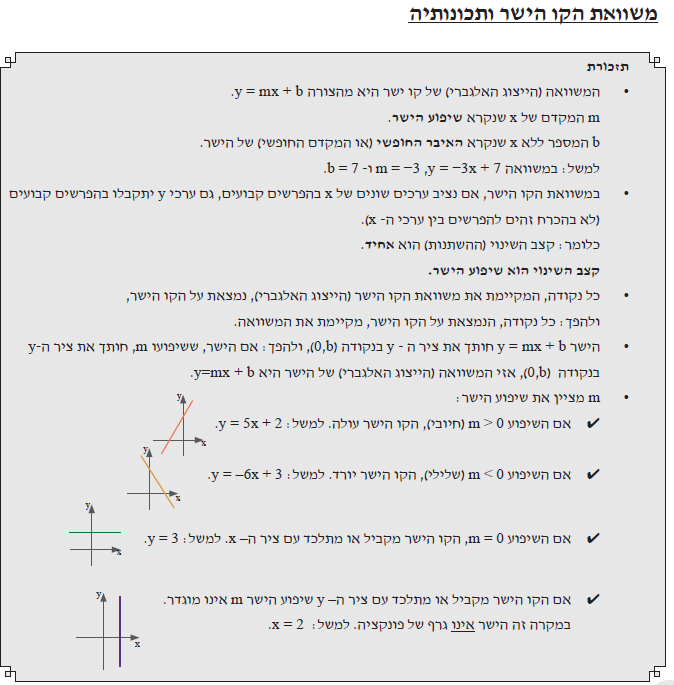 משוואת הקו הישר ותכונותיה
תזכורת
• המשוואה (הייצוג האלגברי) של קו ישר היא מהצורה y = mx + b.
m המקדם של x שנקרא שיפוע הישר.
b המספר ללא x שנקרא האיבר החופשי (או המקדם החופשי) של הישר.
למשל: במשוואה y = −3x + 7, m = −3 ו- b = 7.
• במשוואת הקו הישר, אם נציב ערכים שונים של x בהפרשים קבועים, גם ערכי y יתקבלו בהפרשים קבועים
(לא בהכרח זהים להפרשים בין ערכי ה- x).
כלומר: קצב השינוי (ההשתנות) הוא אחיד.
קצב השינוי הוא שיפוע הישר.
• כל נקודה, המקיימת את משוואת הקו הישר (הייצוג האלגברי), נמצאת על הקו הישר,
ולהפך: כל נקודה, הנמצאת על הקו הישר, מקיימת את המשוואה.
• הישר y = mx + b חותך את ציר ה - y בנקודה (0,b), ולהפך: אם הישר, ששיפועו m, חותך את ציר ה-y
בנקודה (0,b), אזי המשוואה (הייצוג האלגברי) של הישר היא y=mx + b.
• m מציין את שיפוע הישר:
✔ אם השיפוע m > 0 (חיובי), הקו הישר עולה. למשל: y = 5x + 2.
y
x
✔ אם השיפוע m < 0 (שלילי), הקו הישר יורד. למשל: y = –6x + 3.
y
x
✔ אם השיפוע m = 0, הקו הישר מקביל או מתלכד עם ציר ה– x. למשל: y = 3.
y
x
✔ אם הקו הישר מקביל או מתלכד עם ציר ה– y שיפוע הישר m אינו מוגדר.
במקרה זה הישר אינו גרף של פונקציה. למשל: x = 2.
y
x